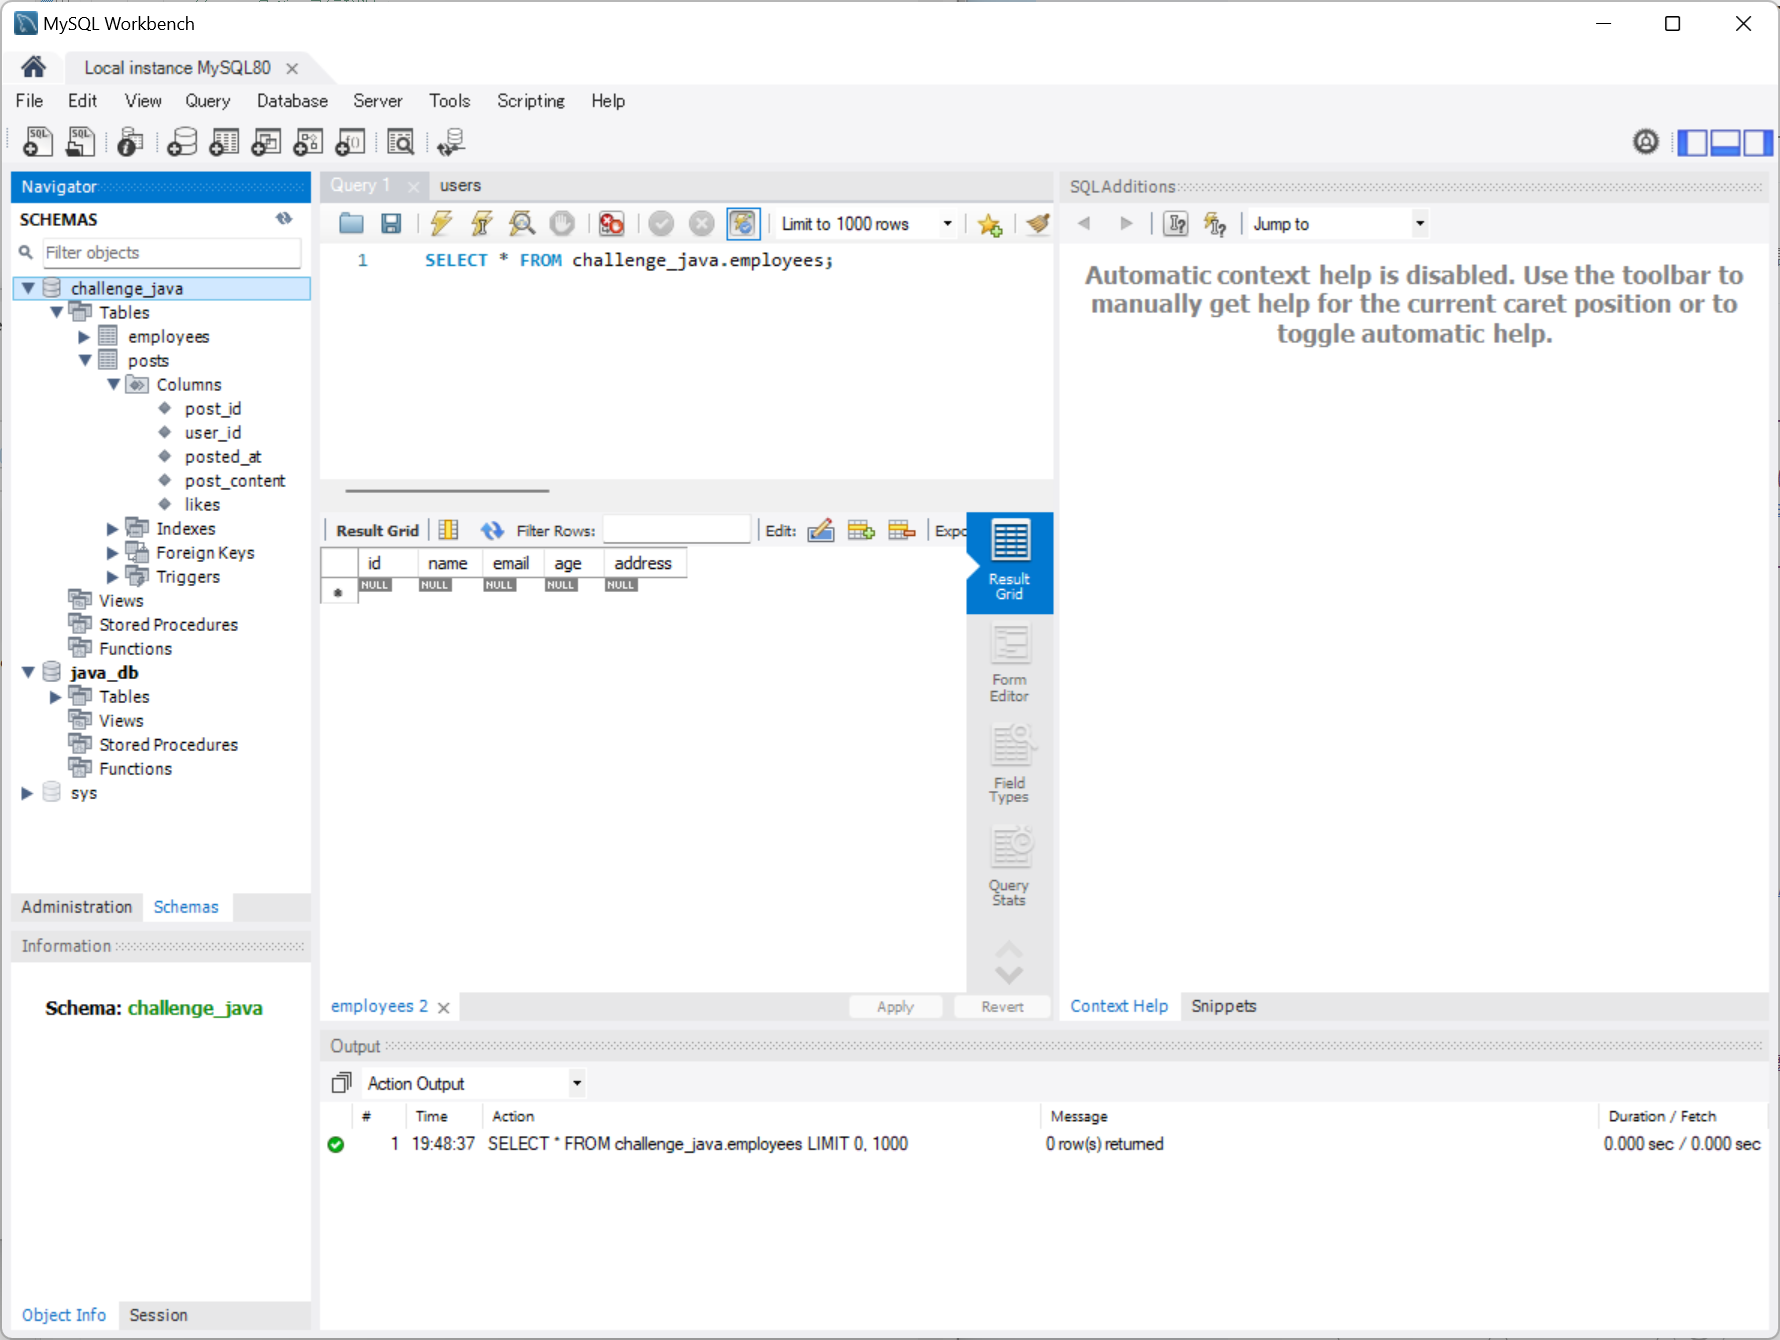 MySQL Workbench
Local instance MySQL80
File Edit View Query Database Server Tools Scripting Help
Navigator
SCHEMAS
Filter objects
challenge_java
Tables
employees
posts
Columns
post_id
user_id
posted_at
post_content
likes
Indexes
Foreign Keys
Triggers
Views
Stored Procedures
Functions
java_db
Tables
Views
Stored Procedures
Functions
sys
Administration Schemas
Information
Schema: challenge_java
Object Info Session
Query 1 users
Limit to 1000 rows
1 SELECT * FROM challenge_java.employees;
Result Grid Filter Rows: Edit: Expo
id name email age address
NULL NULL NULL NULL NULL
Result
Grid
Form
Editor
Field
Types
Query
Stats
employees 2 Apply Revert
SQLAdditions
Jump to
Automatic context help is disabled. Use the toolbar to
manually get help for the current caret position or to
toggle automatic help.
Context Help Snippets
Output
Action Output
# Time Action Message Duration / Fetch
1 19:48:37 SELECT * FROM challenge_java.employees LIMIT 0, 1000 0 row(s) returned 0.000 sec / 0.000 sec